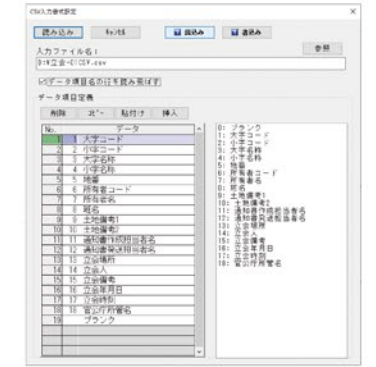 CSV入力書式設定
読み込み
キャンセル
読込み
書込み
入力ファイル名:
参照
D:¥立会-01CSV.csv
データ項目名の行を読み飛ばす
データ項目定義
削除 コピー 貼付け 挿入
No. データ
1 1 大字コード
2 2 小字コード
3 3 大字名称
4 4 小字名称
5 5 地番
6 6 所有者コード
7 7 所有者名
8 8 班名
9 9 土地備考1
10 10 土地備考2
11 11 通知書作成担当者名
12 12 通知書発送担当者名
13 13 立会場所
14 14 立会人
15 15 立会備考
16 16 立会年月日
17 17 立会時刻
18 18 官公庁所管名
19 ブランク
0: ブランク
1: 大字コード
2: 小字コード
3: 大字名称
4: 小字名称
5: 地番
6: 所有者コード
7: 所有者名
8: 班名
9: 土地備考1
10: 土地備考2
11: 通知書作成担当者名
12: 通知書発送担当者名
13: 立会場所
14: 立会人
15: 立会備考
16: 立会年月日
17: 立会時刻
18: 官公庁所管名